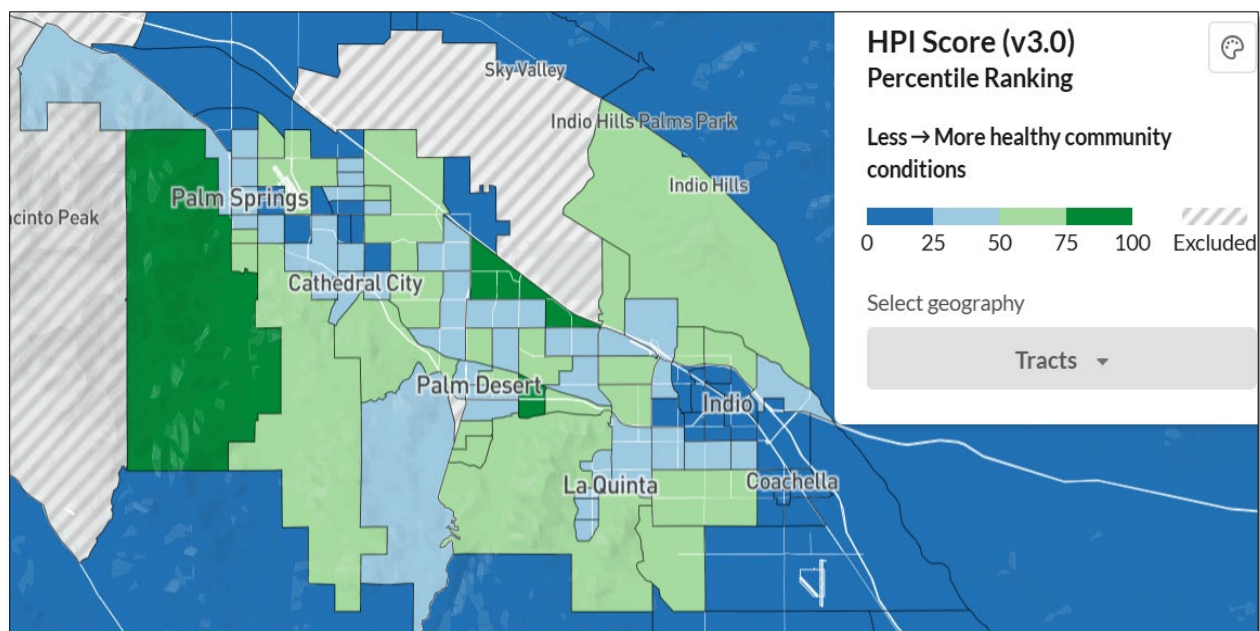 HPI Score (v3.0)
Percentile Ranking
Less → More healthy community
conditions
0 25 50 75 100 Excluded
Select geography
Tracts
Sky Valley
Indio Hills Palms Park
Indio Hills
Palm Springs
acinto Peak
Cathedral City
Palm Desert
Indio
La Quinta
Coachella